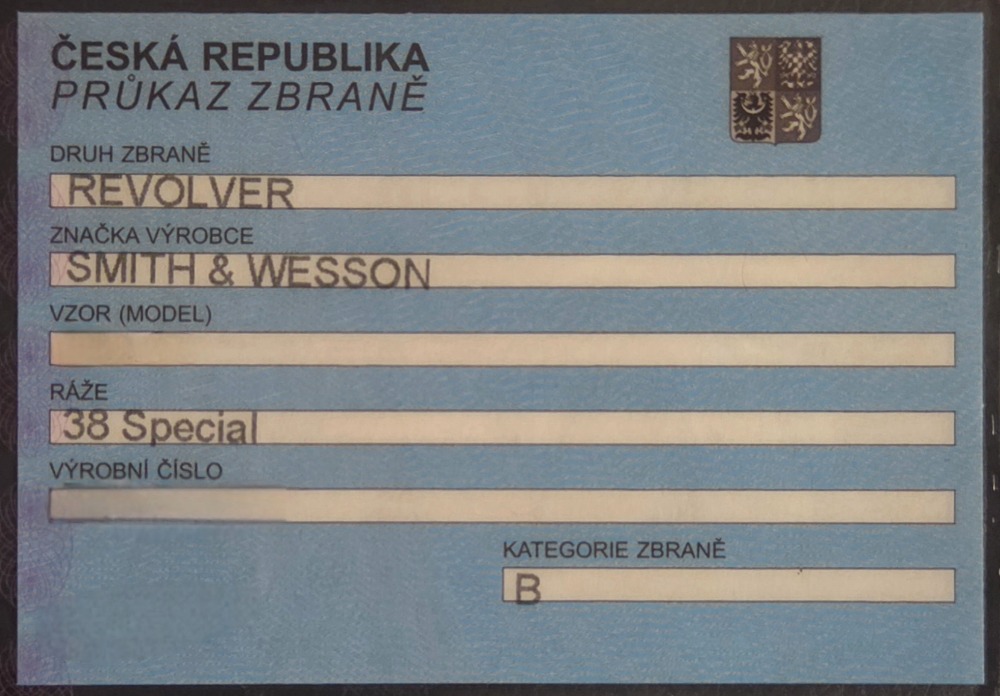 ČESKÁ REPUBLIKA
PRŮKAZ ZBRANĚ
DRUH ZBRANĚ
REVOLVER
ZNAČKA VÝROBCE
SMITH & WESSON
VZOR (MODEL)
RÁŽE
38 Special
VÝROBNÍ ČÍSLO
KATEGORIE ZBRANĚ
B